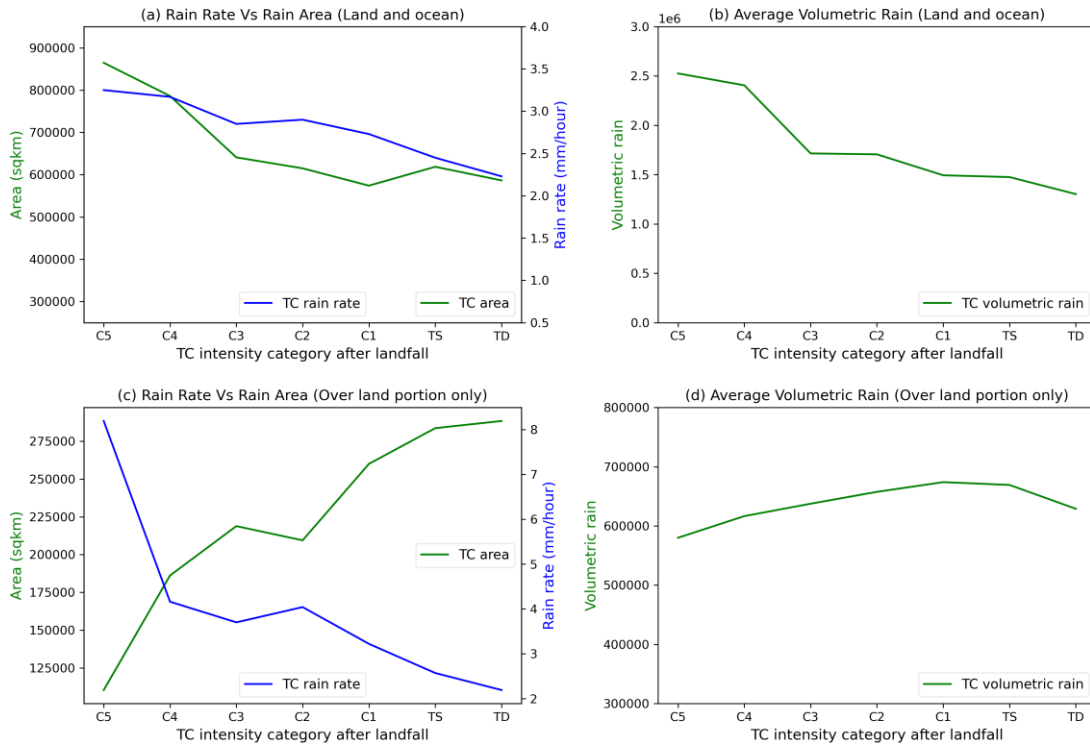 (a) Rain Rate Vs Rain Area (Land and ocean)
Area (sqkm)
900000
800000
700000
600000
500000
400000
300000
4.0
3.5
3.0
2.5
2.0
1.5
1.0
0.5
Rain rate (mm/hour)
TC rain rate
TC area
C5 C4 C3 C2 C1 TS TD
TC intensity category after landfall
(b) Average Volumetric Rain (Land and ocean)
1e6
Volumetric rain
3.0
2.5
2.0
1.5
1.0
0.5
0.0
TC volumetric rain
C5 C4 C3 C2 C1 TS TD
TC intensity category after landfall
(c) Rain Rate Vs Rain Area (Over land portion only)
Area (sqkm)
275000
250000
225000
200000
175000
150000
125000
8
7
6
5
4
3
2
Rain rate (mm/hour)
TC area
TC rain rate
C5 C4 C3 C2 C1 TS TD
TC intensity category after landfall
(d) Average Volumetric Rain (Over land portion only)
Volumetric rain
800000
700000
600000
500000
400000
300000
TC volumetric rain
C5 C4 C3 C2 C1 TS TD
TC intensity category after landfall